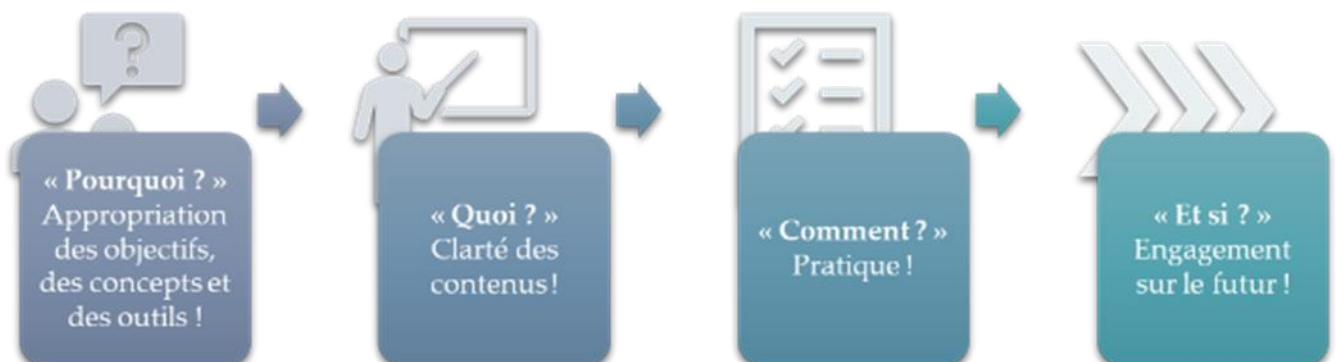 ?
« Pourquoi ? »
Appropriation
des objectifs,
des concepts et
des outils !
« Quoi ? »
Clarté des
contenus !
« Comment ? »
Pratique !
« Et si ? »
Engagement
sur le futur !